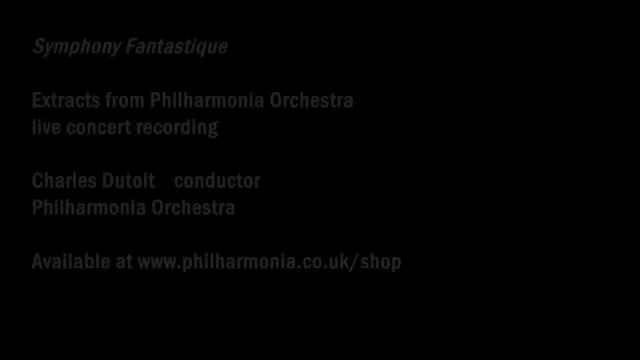 Symphony Fantastique
Extracts from Philharmonia Orchestra
live concert recording
Charles Dutoit conductor
Philharmonia Orchestra
Available at www.philharmonia.co.uk/shop